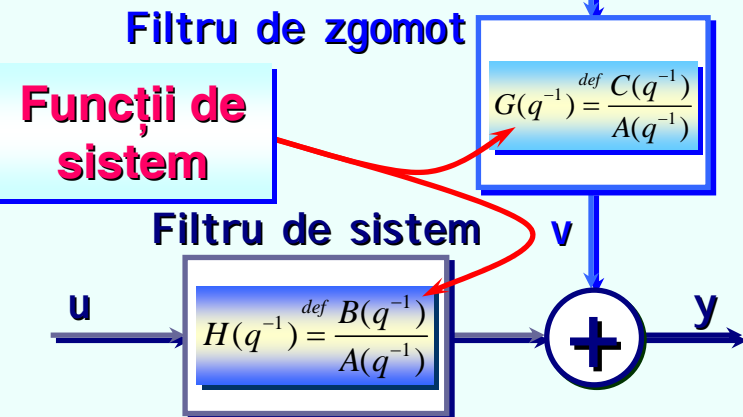 Filtru de zgomot
G(q⁻¹) def= C(q⁻¹)/A(q⁻¹)
Funcții de
sistem
Filtru de sistem
v
u
H(q⁻¹) def= B(q⁻¹)/A(q⁻¹)
+
y